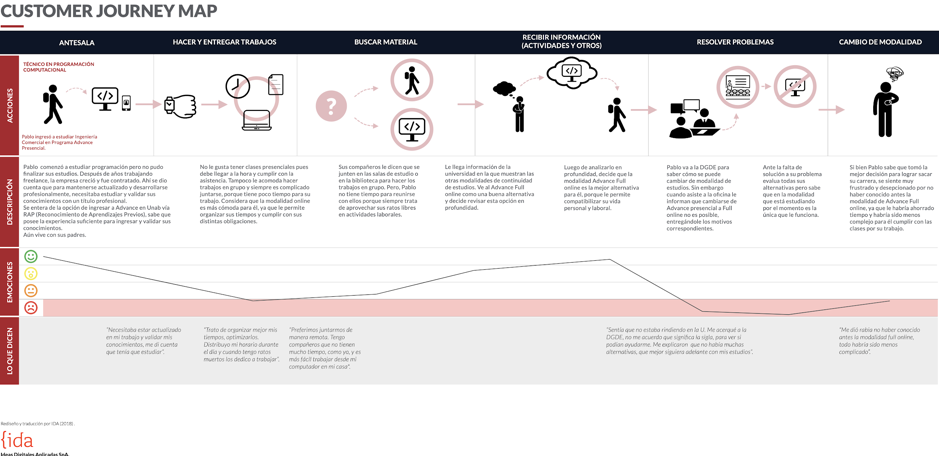 CUSTOMER JOURNEY MAP
ANTESALA
HACER Y ENTREGAR TRABAJOS
BUSCAR MATERIAL
RECIBIR INFORMACIÓN
(ACTIVIDADES Y OTROS)
RESOLVER PROBLEMAS
CAMBIO DE MODALIDAD
ACCIONES
TÉCNICO EN PROGRAMACIÓN
COMPUTACIONAL
Pablo ingresó a estudiar Ingeniería
Comercial en Programa Advance
Presencial.
?
DESCRIPCIÓN
Pablo comenzó a estudiar programación pero no pudo
finalizar sus estudios. Después de años trabajando
freelance, la empresa creció y fue contratado. Ahí se dio
cuenta que para mantenerse actualizado y desarrollarse
profesionalmente, necesitaba estudiar y validar sus
conocimientos con un título profesional.
Se entera de la opción de ingresar a Advance en Unab vía
RAP (Reconocimiento de Aprendizajes Previos), sabe que
posee la experiencia suficiente para ingresar y validar sus
conocimientos.
Aún vive con sus padres.
No le gusta tener clases presenciales pues
debe llegar a la hora y cumplir con la
asistencia. Tampoco le acomoda hacer
trabajos en grupo y siempre es complicado
juntarse, porque tiene poco tiempo para su
trabajo. Considera que la modalidad online
es más cómoda para él, ya que le permite
organizar sus tiempos y cumplir con sus
distintas obligaciones.
Sus compañeros le dicen que se
junten en las salas de estudio o
en la biblioteca para hacer los
trabajos en grupo. Pero, Pablo
no tiene tiempo para reunirse
con ellos porque siempre trata
de aprovechar sus ratos libres
en actividades laborales.
Le llega información de la
universidad en la que muestran las
otras modalidades de continuidad
de estudios. Ve al Advance Full
online como una buena alternativa
y decide revisar esta opción en
profundidad.
Luego de analizarlo en
profundidad, decide que la
modalidad Advance Full
online es la mejor alternativa
para él, porque le permite
compatibilizar su vida
personal y laboral.
Pablo va a la DGDE para
saber cómo se puede
cambiar de modalidad de
estudios. Sin embargo
cuando asiste a la oficina le
informan que cambiarse de
Advance presencial a Full
online no es posible,
entregándole los motivos
correspondientes.
Ante la falta de
solución a su problema
evalua todas sus
alternativas pero sabe
que en la modalidad
que está estudiando
por el momento es la
única que le funciona.
Si bien Pablo sabe que tomó la
mejor decisión para lograr sacar
su carrera, se siente muy
frustrado y desepcionado por no
haber conocido antes la
modalidad de Advance Full
online, ya que le habría ahorrado
tiempo y habría sido menos
complejo para él cumplir con las
clases por su trabajo.
EMOCIONES
LO QUE DICEN
"Necesitaba estar actualizado
en mi trabajo y validar mis
conocimientos, me di cuenta
que tenía que estudiar".
"Trato de organizar mejor mis
tiempos, optimizarlos.
Distribuyo mi horario durante
el día y cuando tengo ratos
muertos los dedico a trabajar".
"Preferimos juntarmos de
manera remota. Tengo
compañeros que no tienen
mucho tiempo, como yo, y es
más fácil trabajar desde mi
computador en mi casa".
"Sentía que no estaba rindiendo en la U. Me acerqué a la
DGDE, no me acuerdo que significa la sigla, para ver si
podían ayudarme. Me explicaron que no había muchas
alternativas, que mejor siguiera adelante con mis estudios".
"Me dió rabia no haber conocido
antes la modalidad full online,
todo habría sido menos
complicado".
Rediseño y traducción por IDA (2018).
{ida
Ideas Digitales Aplicadas SpA.